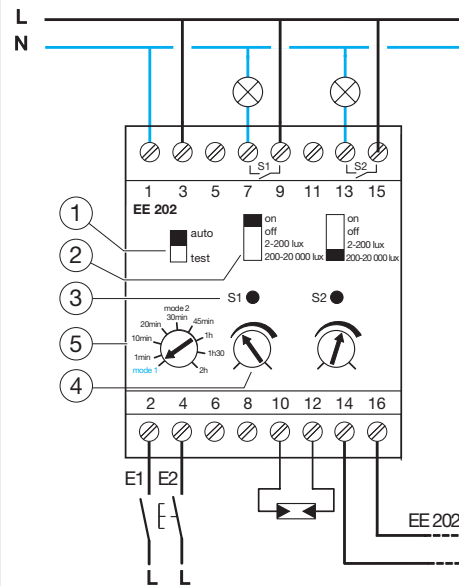 L
N
S1
S2
1 3 5 7 9 11 13 15
EE 202
1
auto
test
2
on
off
2-200 lux
200-20 000 lux
on
off
2-200 lux
200-20 000 lux
3
S1
S2
5
mode 2
30min
20min
45min
10min
1h
1min
1h30
mode 1
2h
4
2 4 6 8 10 12 14 16
E1
E2
EE 202
L
L